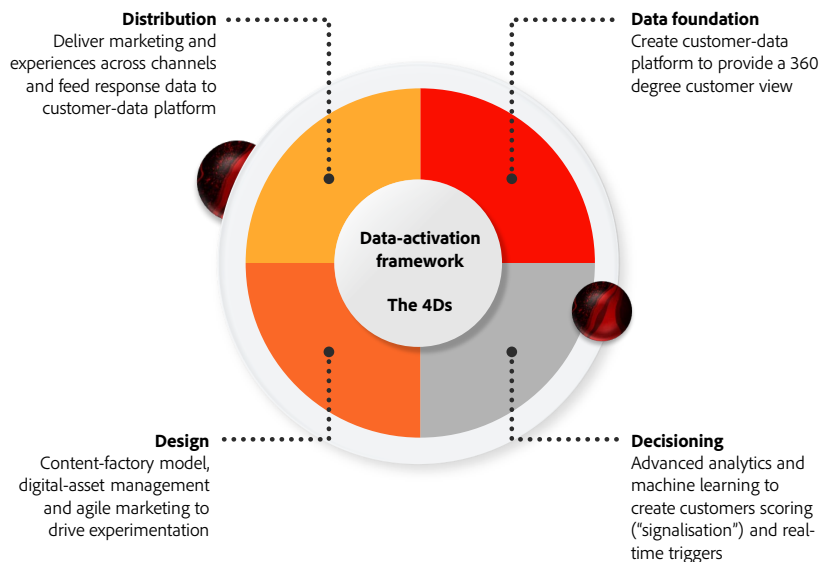 Distribution
Deliver marketing and
experiences across channels
and feed response data to
customer-data platform
Data foundation
Create customer-data
platform to provide a 360
degree customer view
Data-activation
framework
The 4Ds
Design
Content-factory model,
digital-asset management
and agile marketing to
drive experimentation
Decisioning
Advanced analytics and
machine learning to
create customers scoring
(“signalisation”) and real-
time triggers